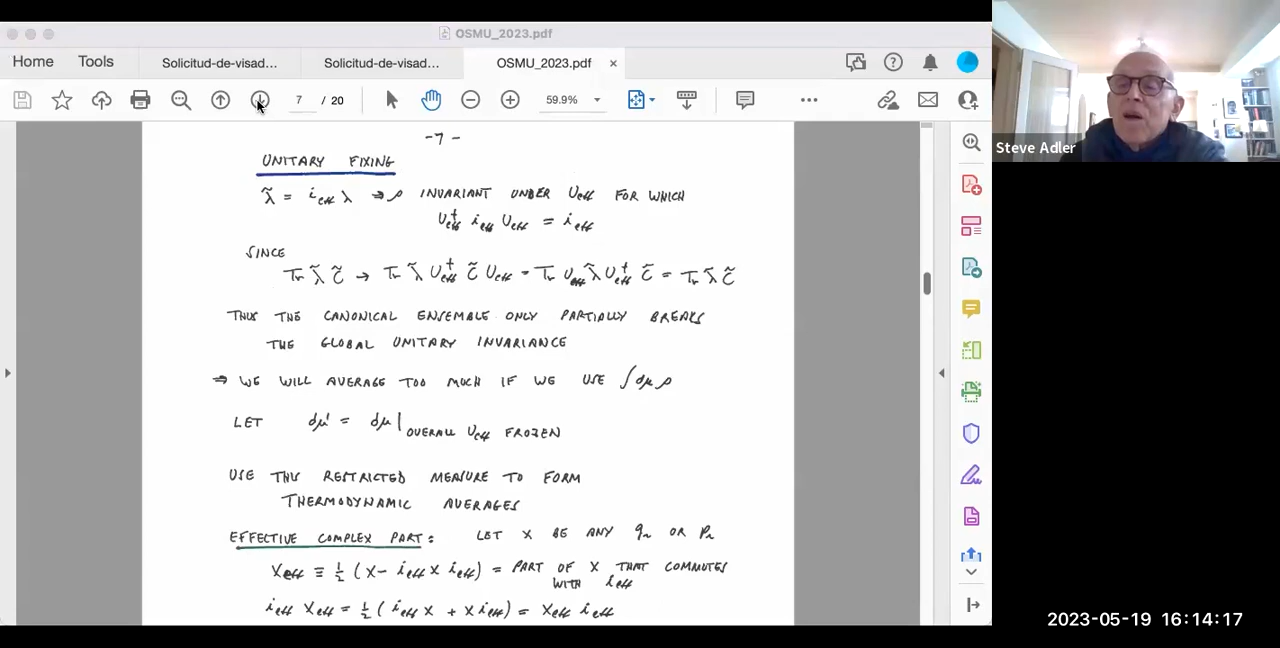 OSMU_2023.pdf
Home Tools Solicitud-de-visad... Solicitud-de-visad... OSMU_2023.pdf ×
7 / 20 59.9%
Steve Adler
-7-
UNITARY FIXING
λ̃ = i_eff λ → ρ INVARIANT UNDER U_eff FOR WHICH
U_eff† i_eff U_eff = i_eff
SINCE
Tr λ̃ C̃ → Tr λ̃ U_eff† C̃ U_eff = Tr U_eff λ̃ U_eff† C̃ = Tr λ̃ C̃
THUS THE CANONICAL ENSEMBLE ONLY PARTIALLY BREAKS
THE GLOBAL UNITARY INVARIANCE
⇒ WE WILL AVERAGE TOO MUCH IF WE USE ∫dμ ρ
LET dμ' = dμ| OVERALL U_eff FROZEN
USE THIS RESTRICTED MEASURE TO FORM
THERMODYNAMIC AVERAGES
EFFECTIVE COMPLEX PART: LET X BE ANY q_r OR p_r
X_eff ≡ ½ (X - i_eff X i_eff) = PART OF X THAT COMMUTES
WITH i_eff
i_eff X_eff = ½ ( i_eff X + X i_eff) = X_eff i_eff
2023-05-19 16:14:17